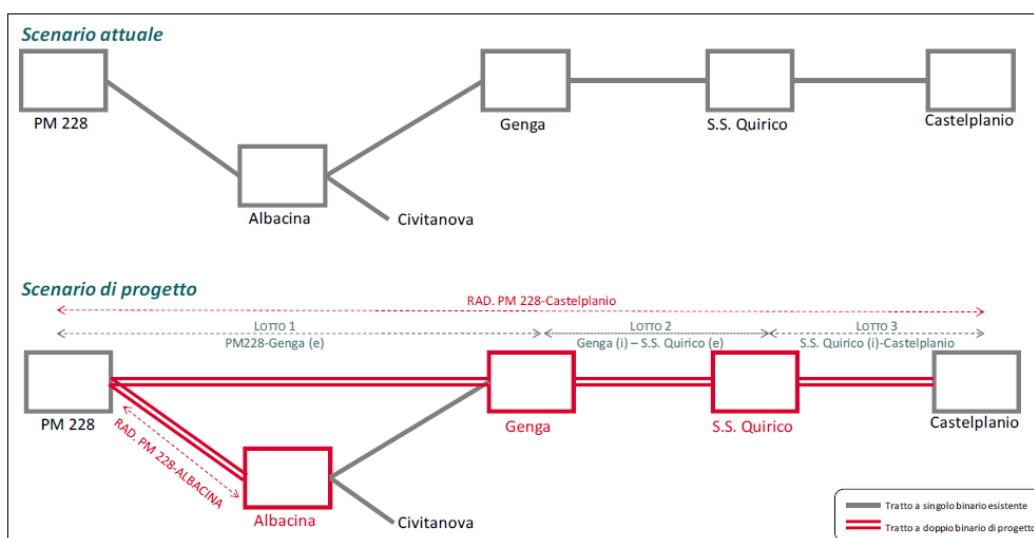 Scenario attuale
PM 228
Albacina
Civitanova
Genga
S.S. Quirico
Castelplanio
Scenario di progetto
RAD. PM 228-Castelplanio
LOTTO 1
PM228-Genga (e)
LOTTO 2
Genga (i) – S.S. Quirico (e)
LOTTO 3
S.S. Quirico (i)-Castelplanio
PM 228
RAD. PM 228-ALBACINA
Albacina
Civitanova
Genga
S.S. Quirico
Castelplanio
Tratto a singolo binario esistente
Tratto a doppio binario di progetto